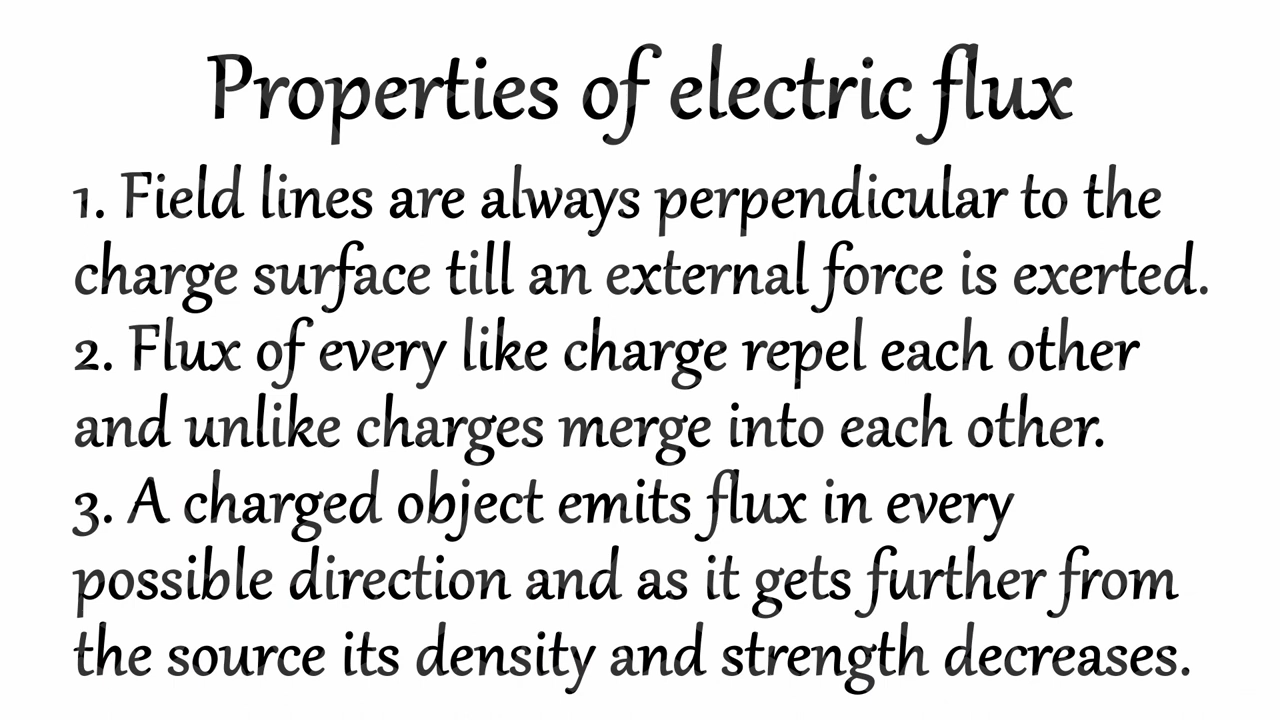 Properties of electric flux
1. Field lines are always perpendicular to the
charge surface till an external force is exerted.
2. Flux of every like charge repel each other
and unlike charges merge into each other.
3. A charged object emits flux in every
possible direction and as it gets further from
the source its density and strength decreases.